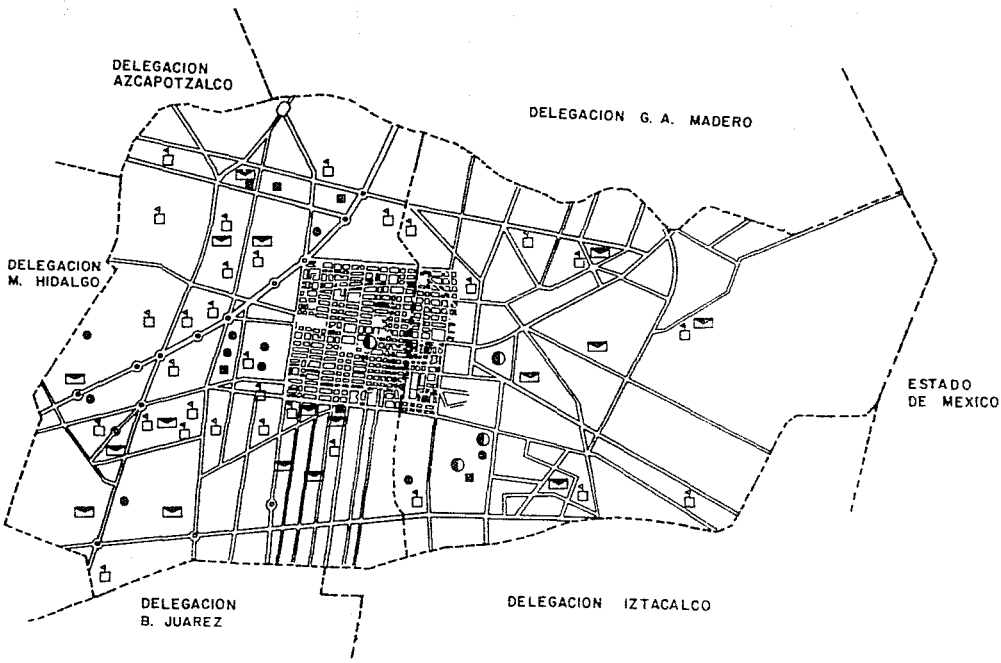 DELEGACION
AZCAPOTZALCO
DELEGACION G. A. MADERO
DELEGACION
M. HIDALGO
ESTADO
DE MEXICO
DELEGACION
B. JUAREZ
DELEGACION IZTACALCO